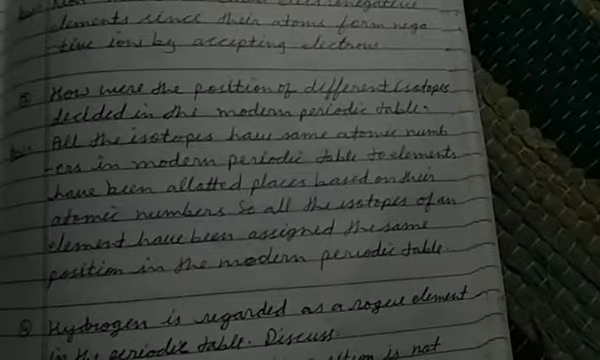 elements since their atoms form nega
-tive ions by accepting electrons
How were the position of different isotopes
decided in the modern periodic table.
All the isotopes have same atomic numb
-ers in modern periodic table to elements
have been allotted places based on their
atomic numbers so all the isotopes of an
element have been assigned the same
position in the modern periodic table.
Hydrogen is regarded as a rogue element
in the periodic table. Discuss.
is not